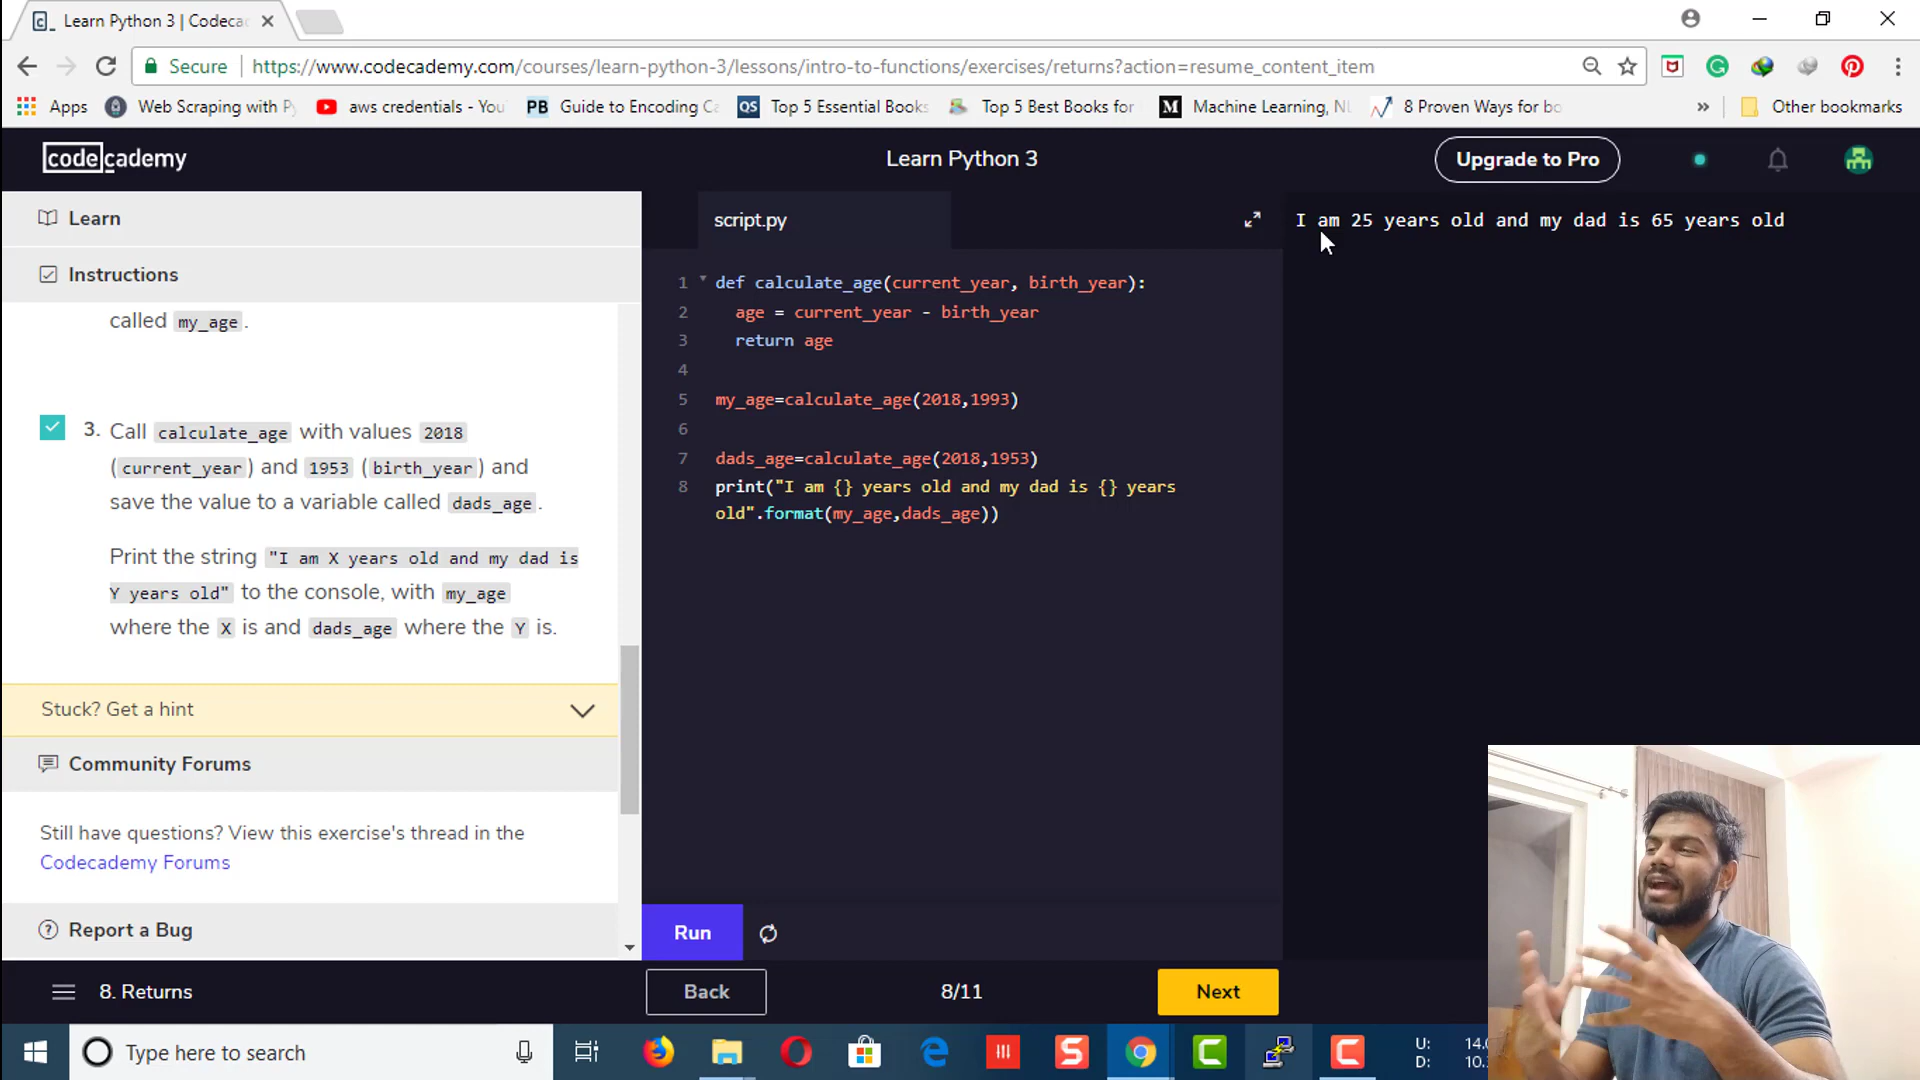 Learn Python 3 | Codeca
Secure
https://www.codecademy.com/courses/learn-python-3/lessons/intro-to-functions/exercises/returns?action=resume_content_item
Apps
Web Scraping with Py
aws credentials - You
PB Guide to Encoding Ca
QS Top 5 Essential Books
Top 5 Best Books for
M Machine Learning, NL
8 Proven Ways for bo
» Other bookmarks
codecademy
Learn Python 3
Upgrade to Pro
Learn
Instructions
called my_age.
3. Call calculate_age with values 2018
(current_year) and 1953 (birth_year) and
save the value to a variable called dads_age.
Print the string "I am X years old and my dad is
Y years old" to the console, with my_age
where the X is and dads_age where the Y is.
Stuck? Get a hint
Community Forums
Still have questions? View this exercise's thread in the
Codecademy Forums
Report a Bug
script.py
1 def calculate_age(current_year, birth_year):
2 age = current_year - birth_year
3 return age
4
5 my_age=calculate_age(2018,1993)
6
7 dads_age=calculate_age(2018,1953)
8 print("I am {} years old and my dad is {} years
old".format(my_age,dads_age))
Run
I am 25 years old and my dad is 65 years old
8. Returns
Back
8/11
Next
Type here to search
U:
D: